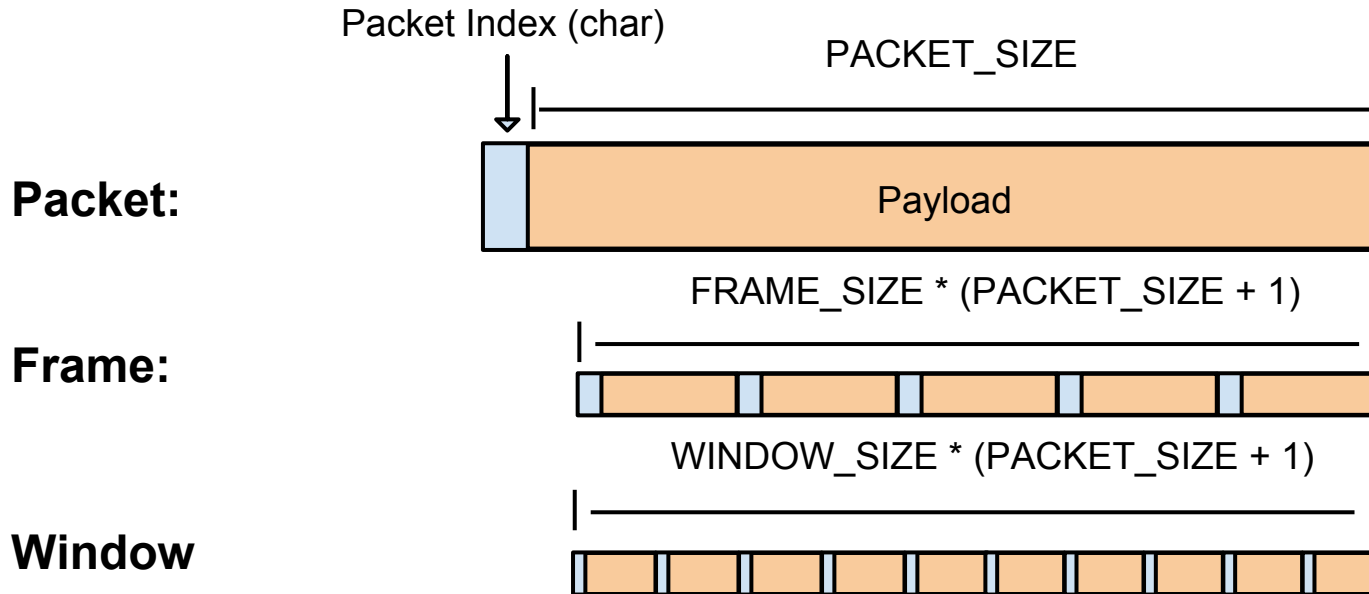 Packet Index (char)
PACKET_SIZE
Packet:
Payload
FRAME_SIZE * (PACKET_SIZE + 1)
Frame:
WINDOW_SIZE * (PACKET_SIZE + 1)
Window